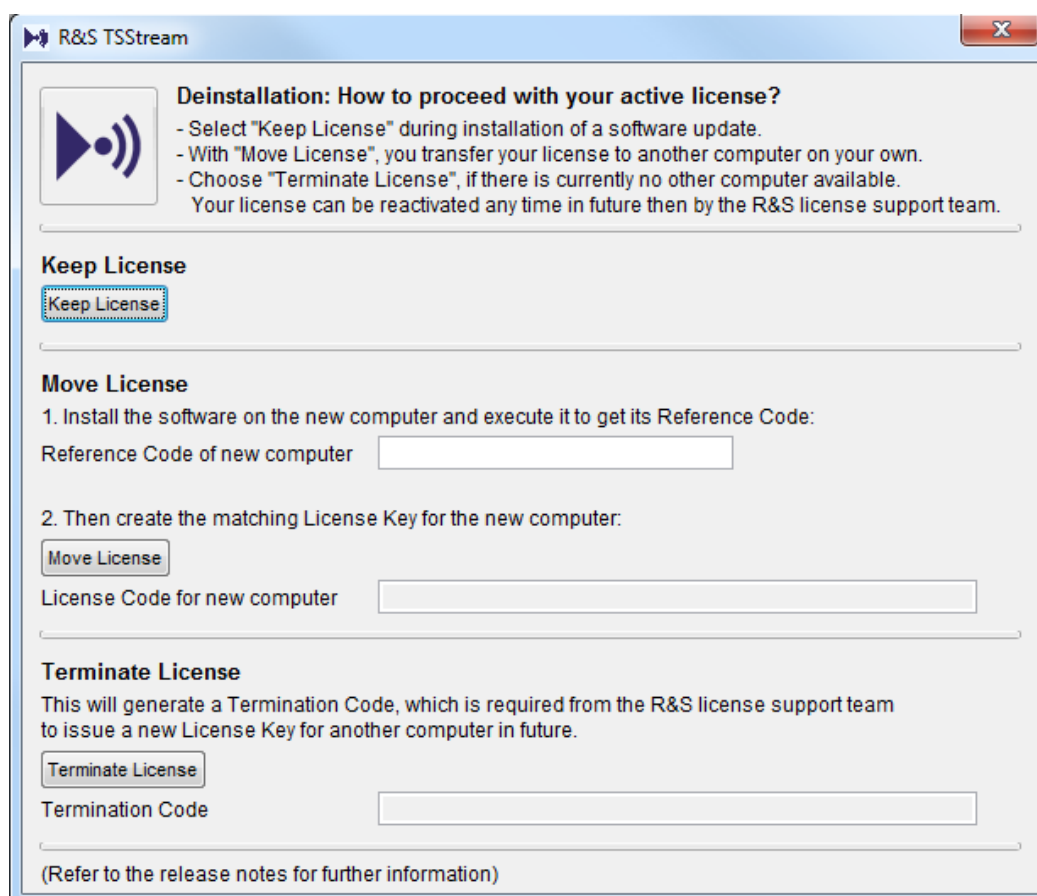 R&S TSStream
Deinstallation: How to proceed with your active license?
- Select "Keep License" during installation of a software update.
- With "Move License", you transfer your license to another computer on your own.
- Choose "Terminate License", if there is currently no other computer available.
Your license can be reactivated any time in future then by the R&S license support team.
Keep License
Keep License
Move License
1. Install the software on the new computer and execute it to get its Reference Code:
Reference Code of new computer
2. Then create the matching License Key for the new computer:
Move License
License Code for new computer
Terminate License
This will generate a Termination Code, which is required from the R&S license support team
to issue a new License Key for another computer in future.
Terminate License
Termination Code
(Refer to the release notes for further information)